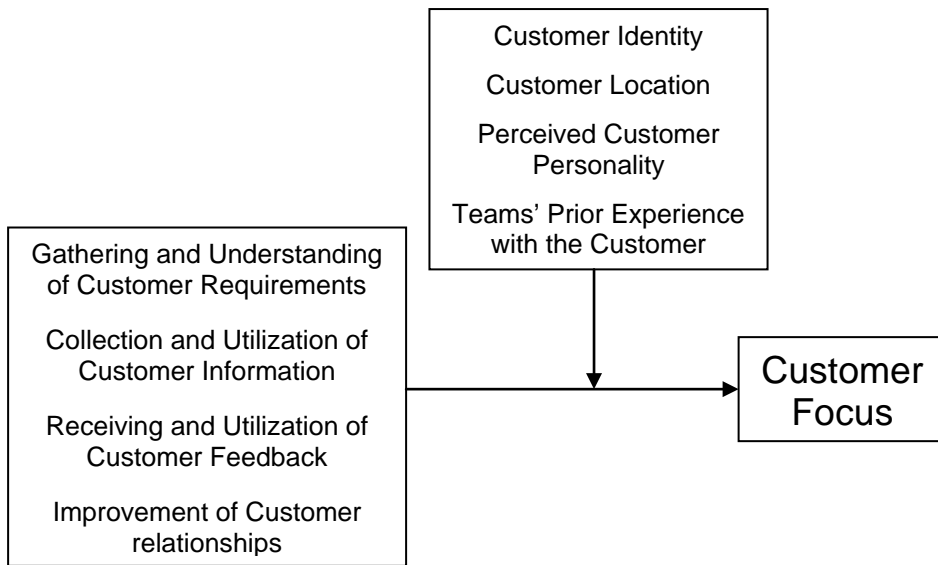 Customer Identity
Customer Location
Perceived Customer
Personality
Teams’ Prior Experience
with the Customer
Gathering and Understanding
of Customer Requirements
Collection and Utilization of
Customer Information
Receiving and Utilization of
Customer Feedback
Improvement of Customer
relationships
Customer
Focus